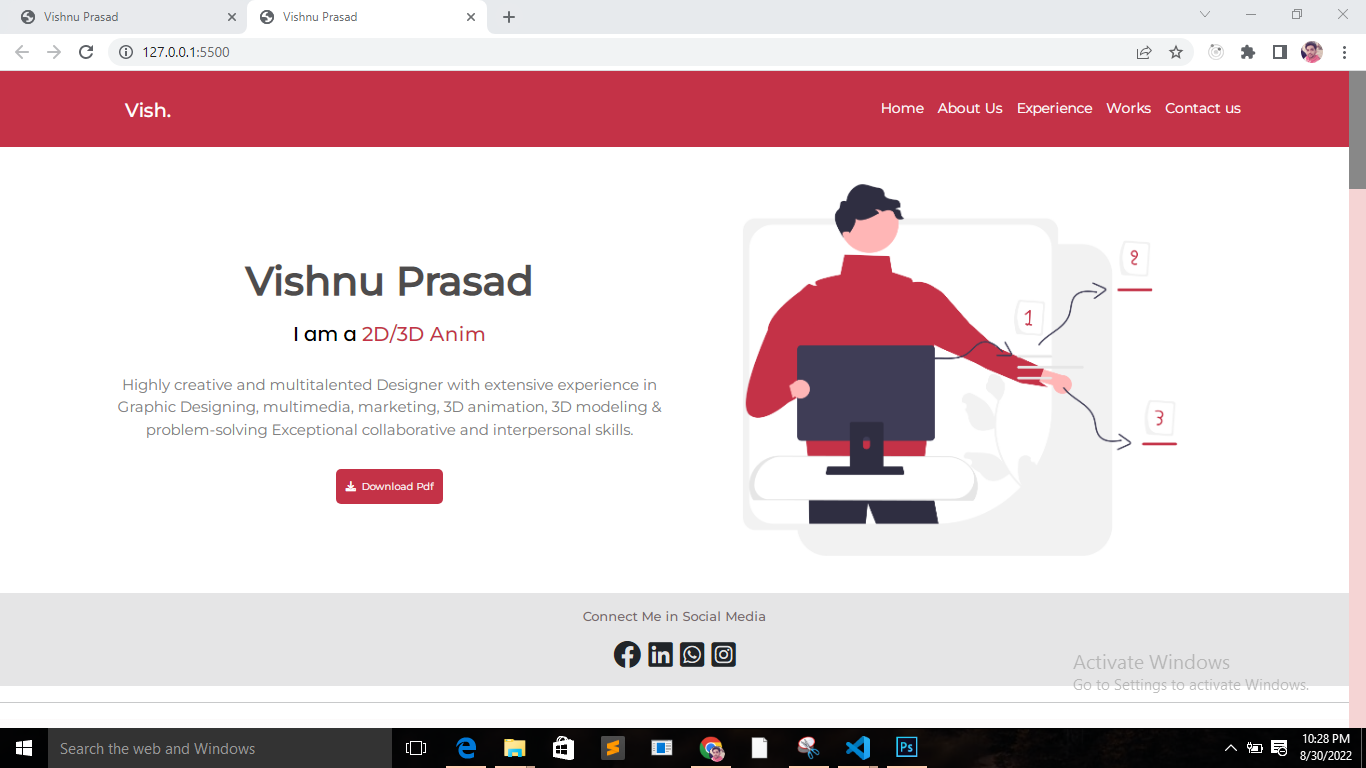 Vishnu Prasad
Vishnu Prasad
127.0.0.1:5500
Vish.
Home About Us Experience Works Contact us
Vishnu Prasad
I am a 2D/3D Anim
Highly creative and multitalented Designer with extensive experience in
Graphic Designing, multimedia, marketing, 3D animation, 3D modeling &
problem-solving Exceptional collaborative and interpersonal skills.
Download Pdf
1
2
3
Connect Me in Social Media
Activate Windows
Go to Settings to activate Windows.
Search the web and Windows
Ps
10:28 PM
8/30/2022